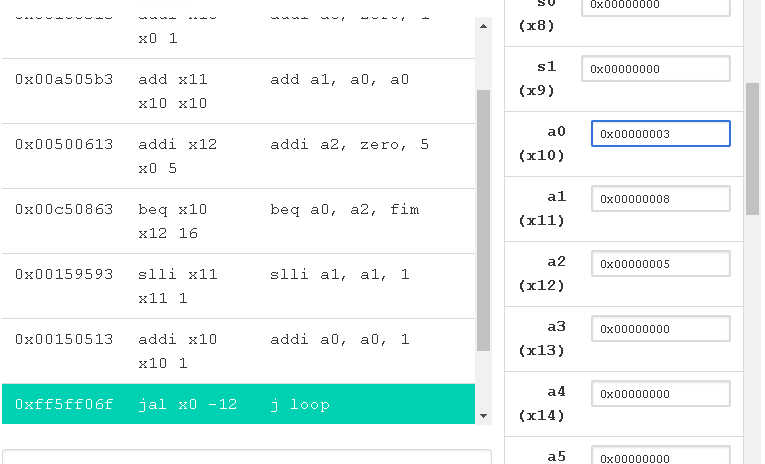 x0 1
0x00a505b3 add x11 x10 x10 add a1, a0, a0
0x00500613 addi x12 x0 5 addi a2, zero, 5
0x00c50863 beq x10 x12 16 beq a0, a2, fim
0x00159593 slli x11 x11 1 slli a1, a1, 1
0x00150513 addi x10 x10 1 addi a0, a0, 1
0xff5ff06f jal x0 -12 j loop
s0 (x8) 0x00000000
s1 (x9) 0x00000000
a0 (x10) 0x00000003
a1 (x11) 0x00000008
a2 (x12) 0x00000005
a3 (x13) 0x00000000
a4 (x14) 0x00000000
a5 0x00000000